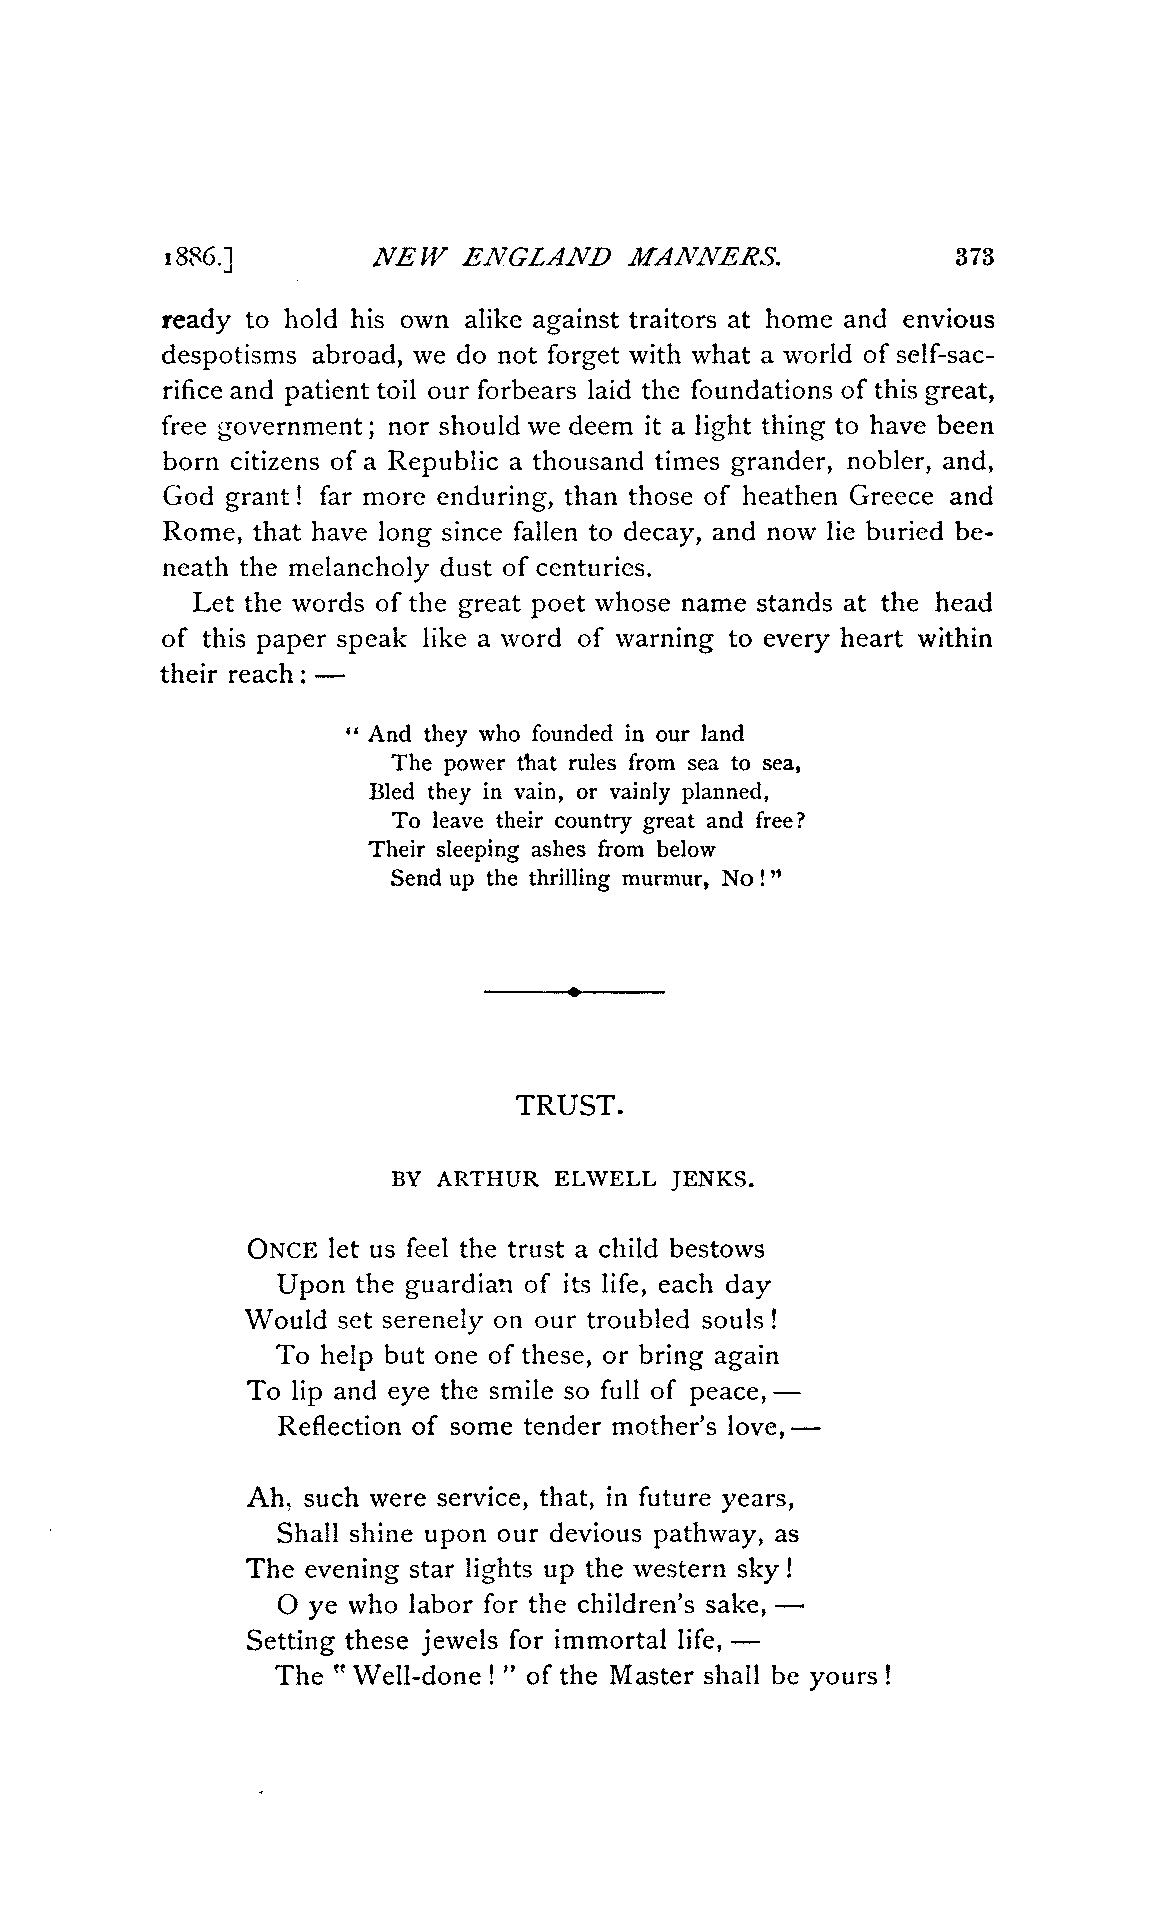 1886.] NEW ENGLAND MANNERS. 373
ready to hold his own alike against traitors at home and envious
despotisms abroad, we do not forget with what a world of self-sac-
rifice and patient toil our forbears laid the foundations of this great,
free government; nor should we deem it a light thing to have been
born citizens of a Republic a thousand times grander, nobler, and,
God grant! far more enduring, than those of heathen Greece and
Rome, that have long since fallen to decay, and now lie buried be-
neath the melancholy dust of centuries.
Let the words of the great poet whose name stands at the head
of this paper speak like a word of warning to every heart within
their reach: —
"And they who founded in our land
The power that rules from sea to sea,
Bled they in vain, or vainly planned,
To leave their country great and free?
Their sleeping ashes from below
Send up the thrilling murmur, No!"
TRUST.
BY ARTHUR ELWELL JENKS.
ONCE let us feel the trust a child bestows
Upon the guardian of its life, each day
Would set serenely on our troubled souls!
To help but one of these, or bring again
To lip and eye the smile so full of peace, —
Reflection of some tender mother's love, —
Ah, such were service, that, in future years,
Shall shine upon our devious pathway, as
The evening star lights up the western sky!
O ye who labor for the children's sake, —
Setting these jewels for immortal life, —
The "Well-done!" of the Master shall be yours!